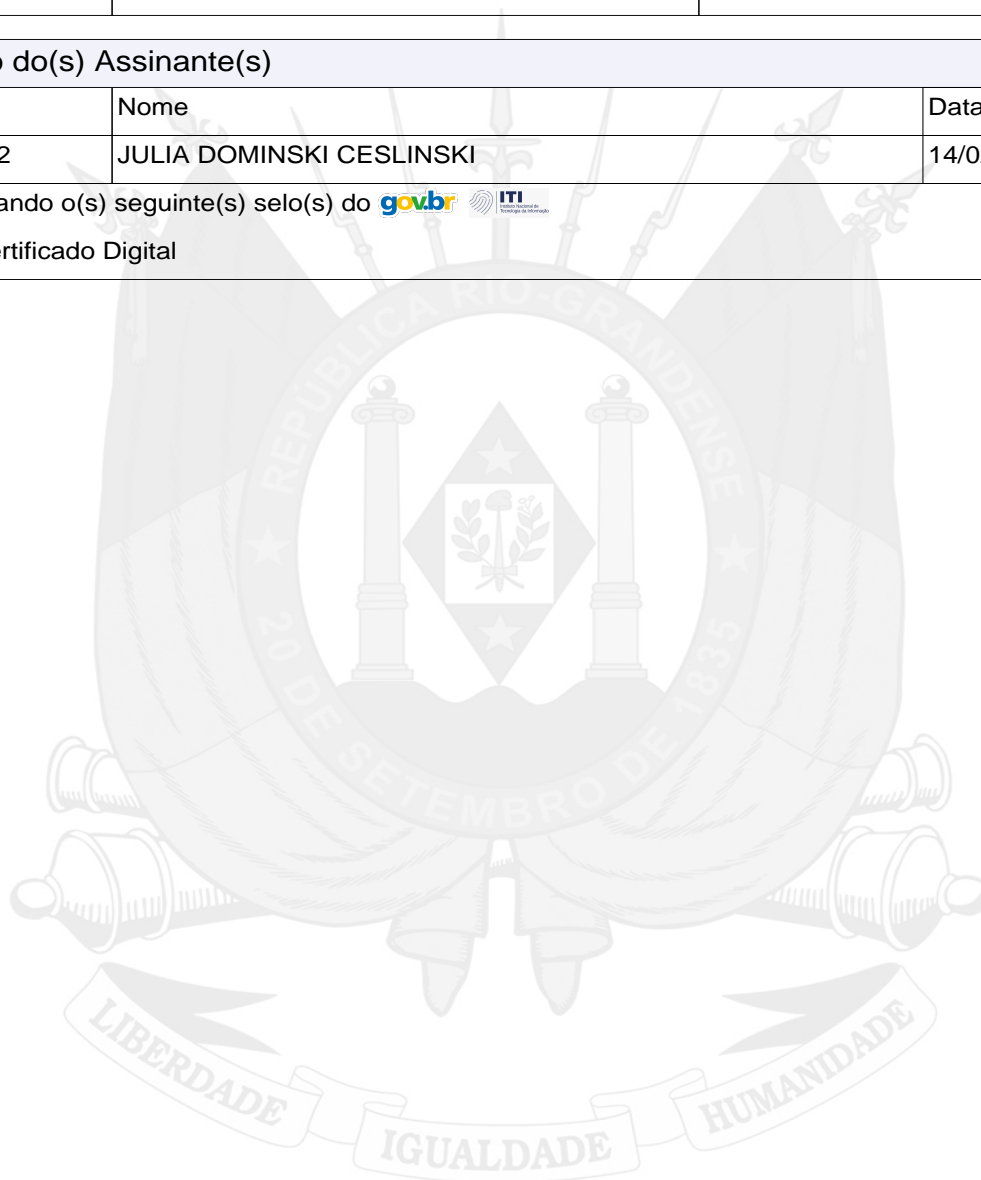 o do(s) Assinante(s)
Nome Data
2 JULIA DOMINSKI CESLINSKI 14/0
ando o(s) seguinte(s) selo(s) do gov.br ITI
rtificado Digital
REPÚBLICA RIO-GRANDENSE
20 DE SETEMBRO DE 1835
LIBERDADE IGUALDADE HUMANIDADE